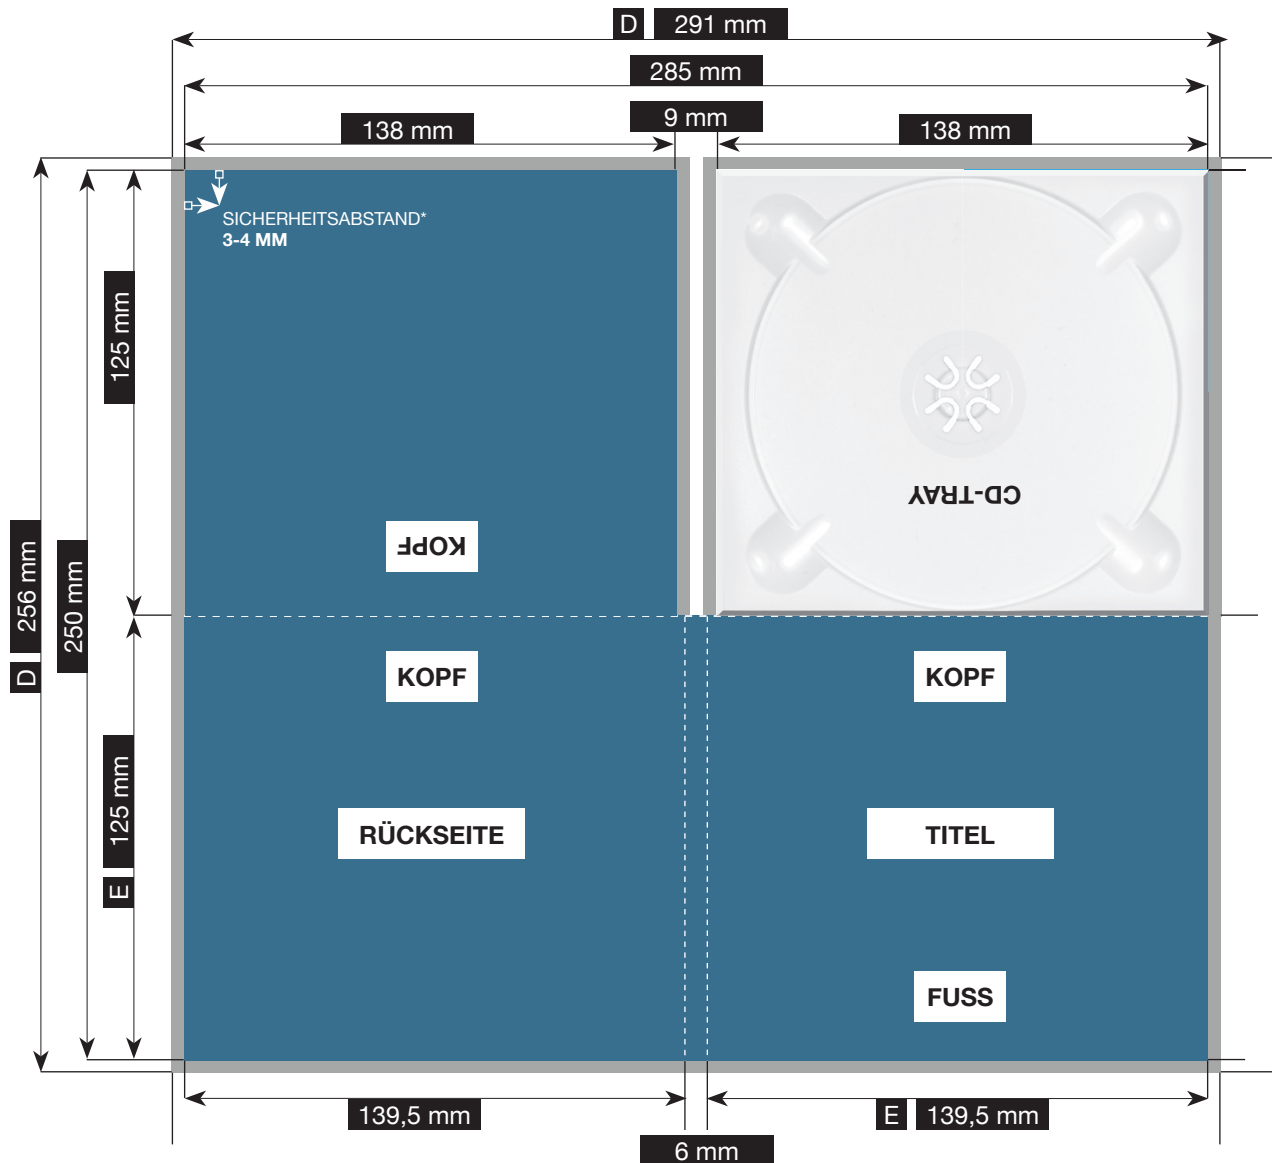 D 291 mm
285 mm
9 mm
138 mm
138 mm
SICHERHEITSABSTAND*
3-4 MM
125 mm
CD-TRAY
KOPF
D 256 mm
250 mm
KOPF
KOPF
E 125 mm
RÜCKSEITE
TITEL
FUSS
139,5 mm
E 139,5 mm
6 mm